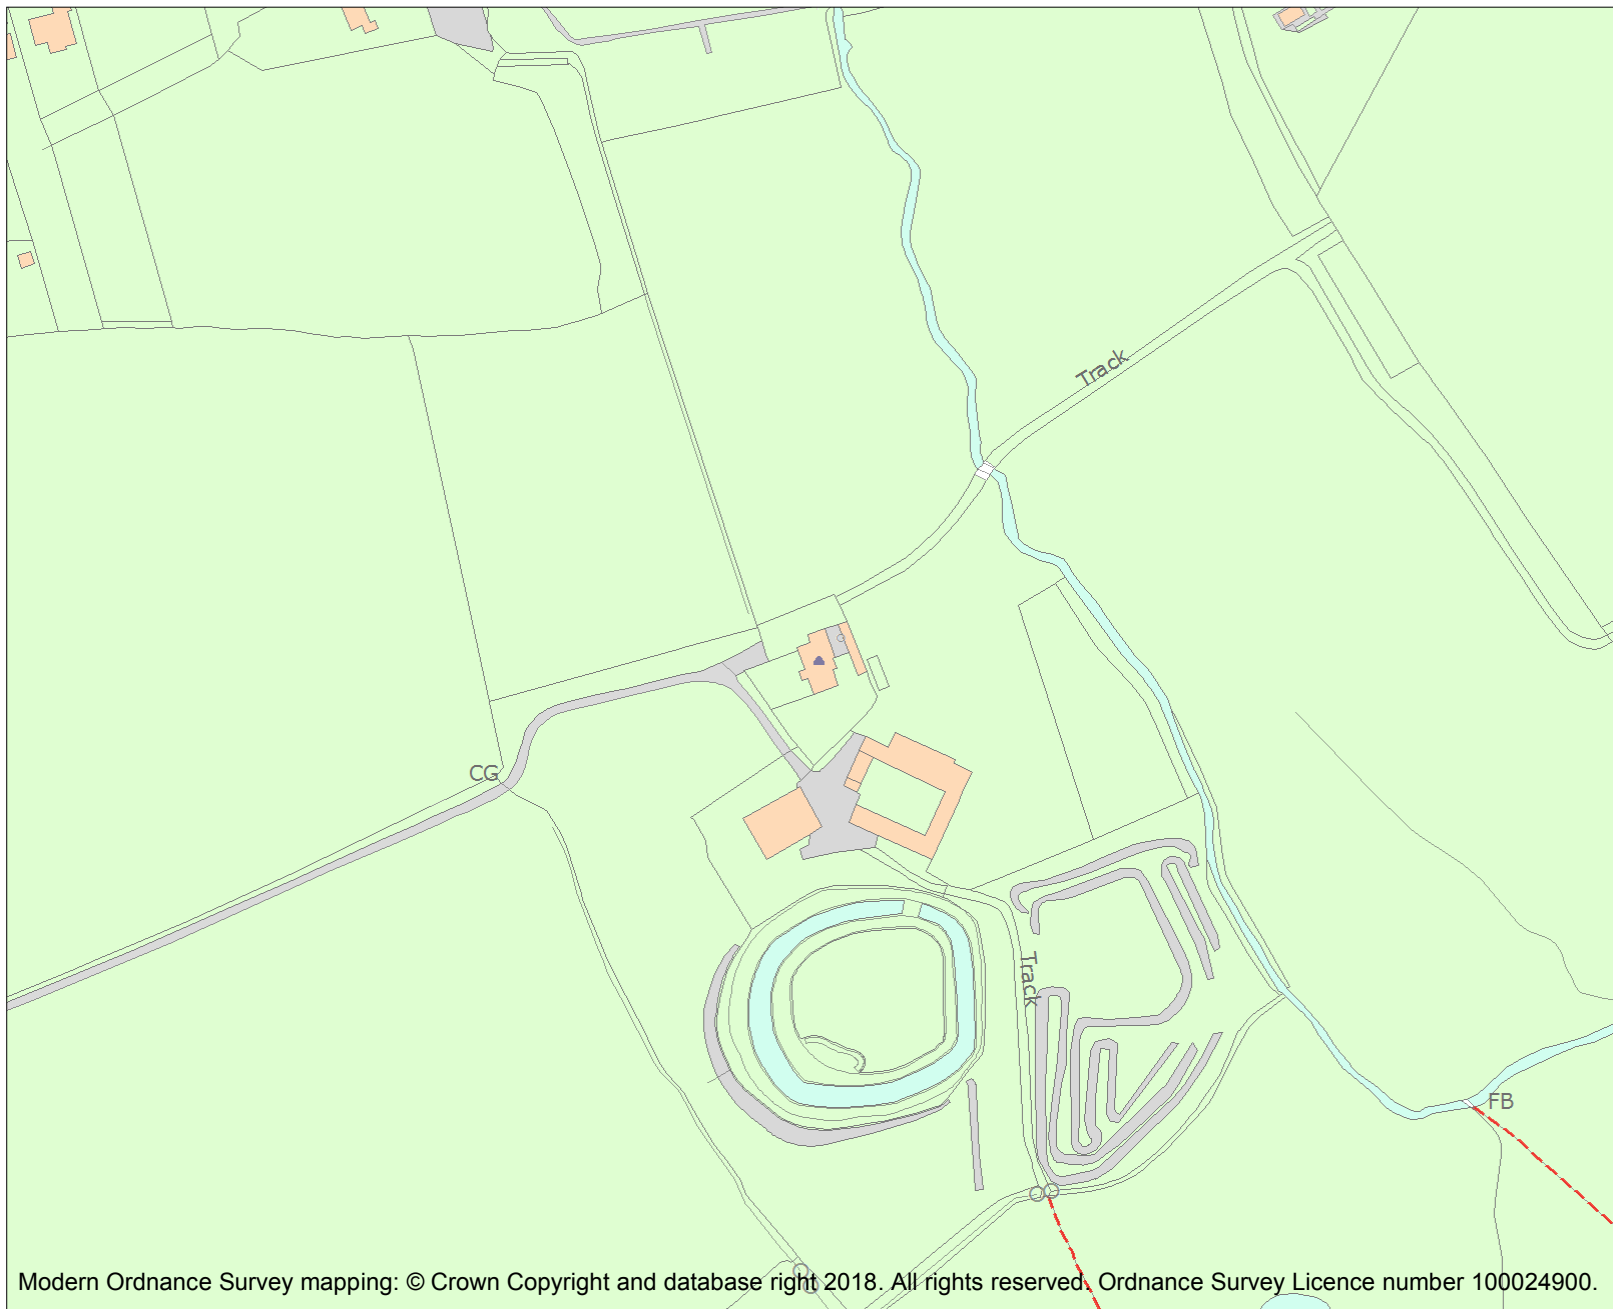 Track
CG
Track
FB
Modern Ordnance Survey mapping: © Crown Copyright and database right 2018. All rights reserved. Ordnance Survey Licence number 100024900.